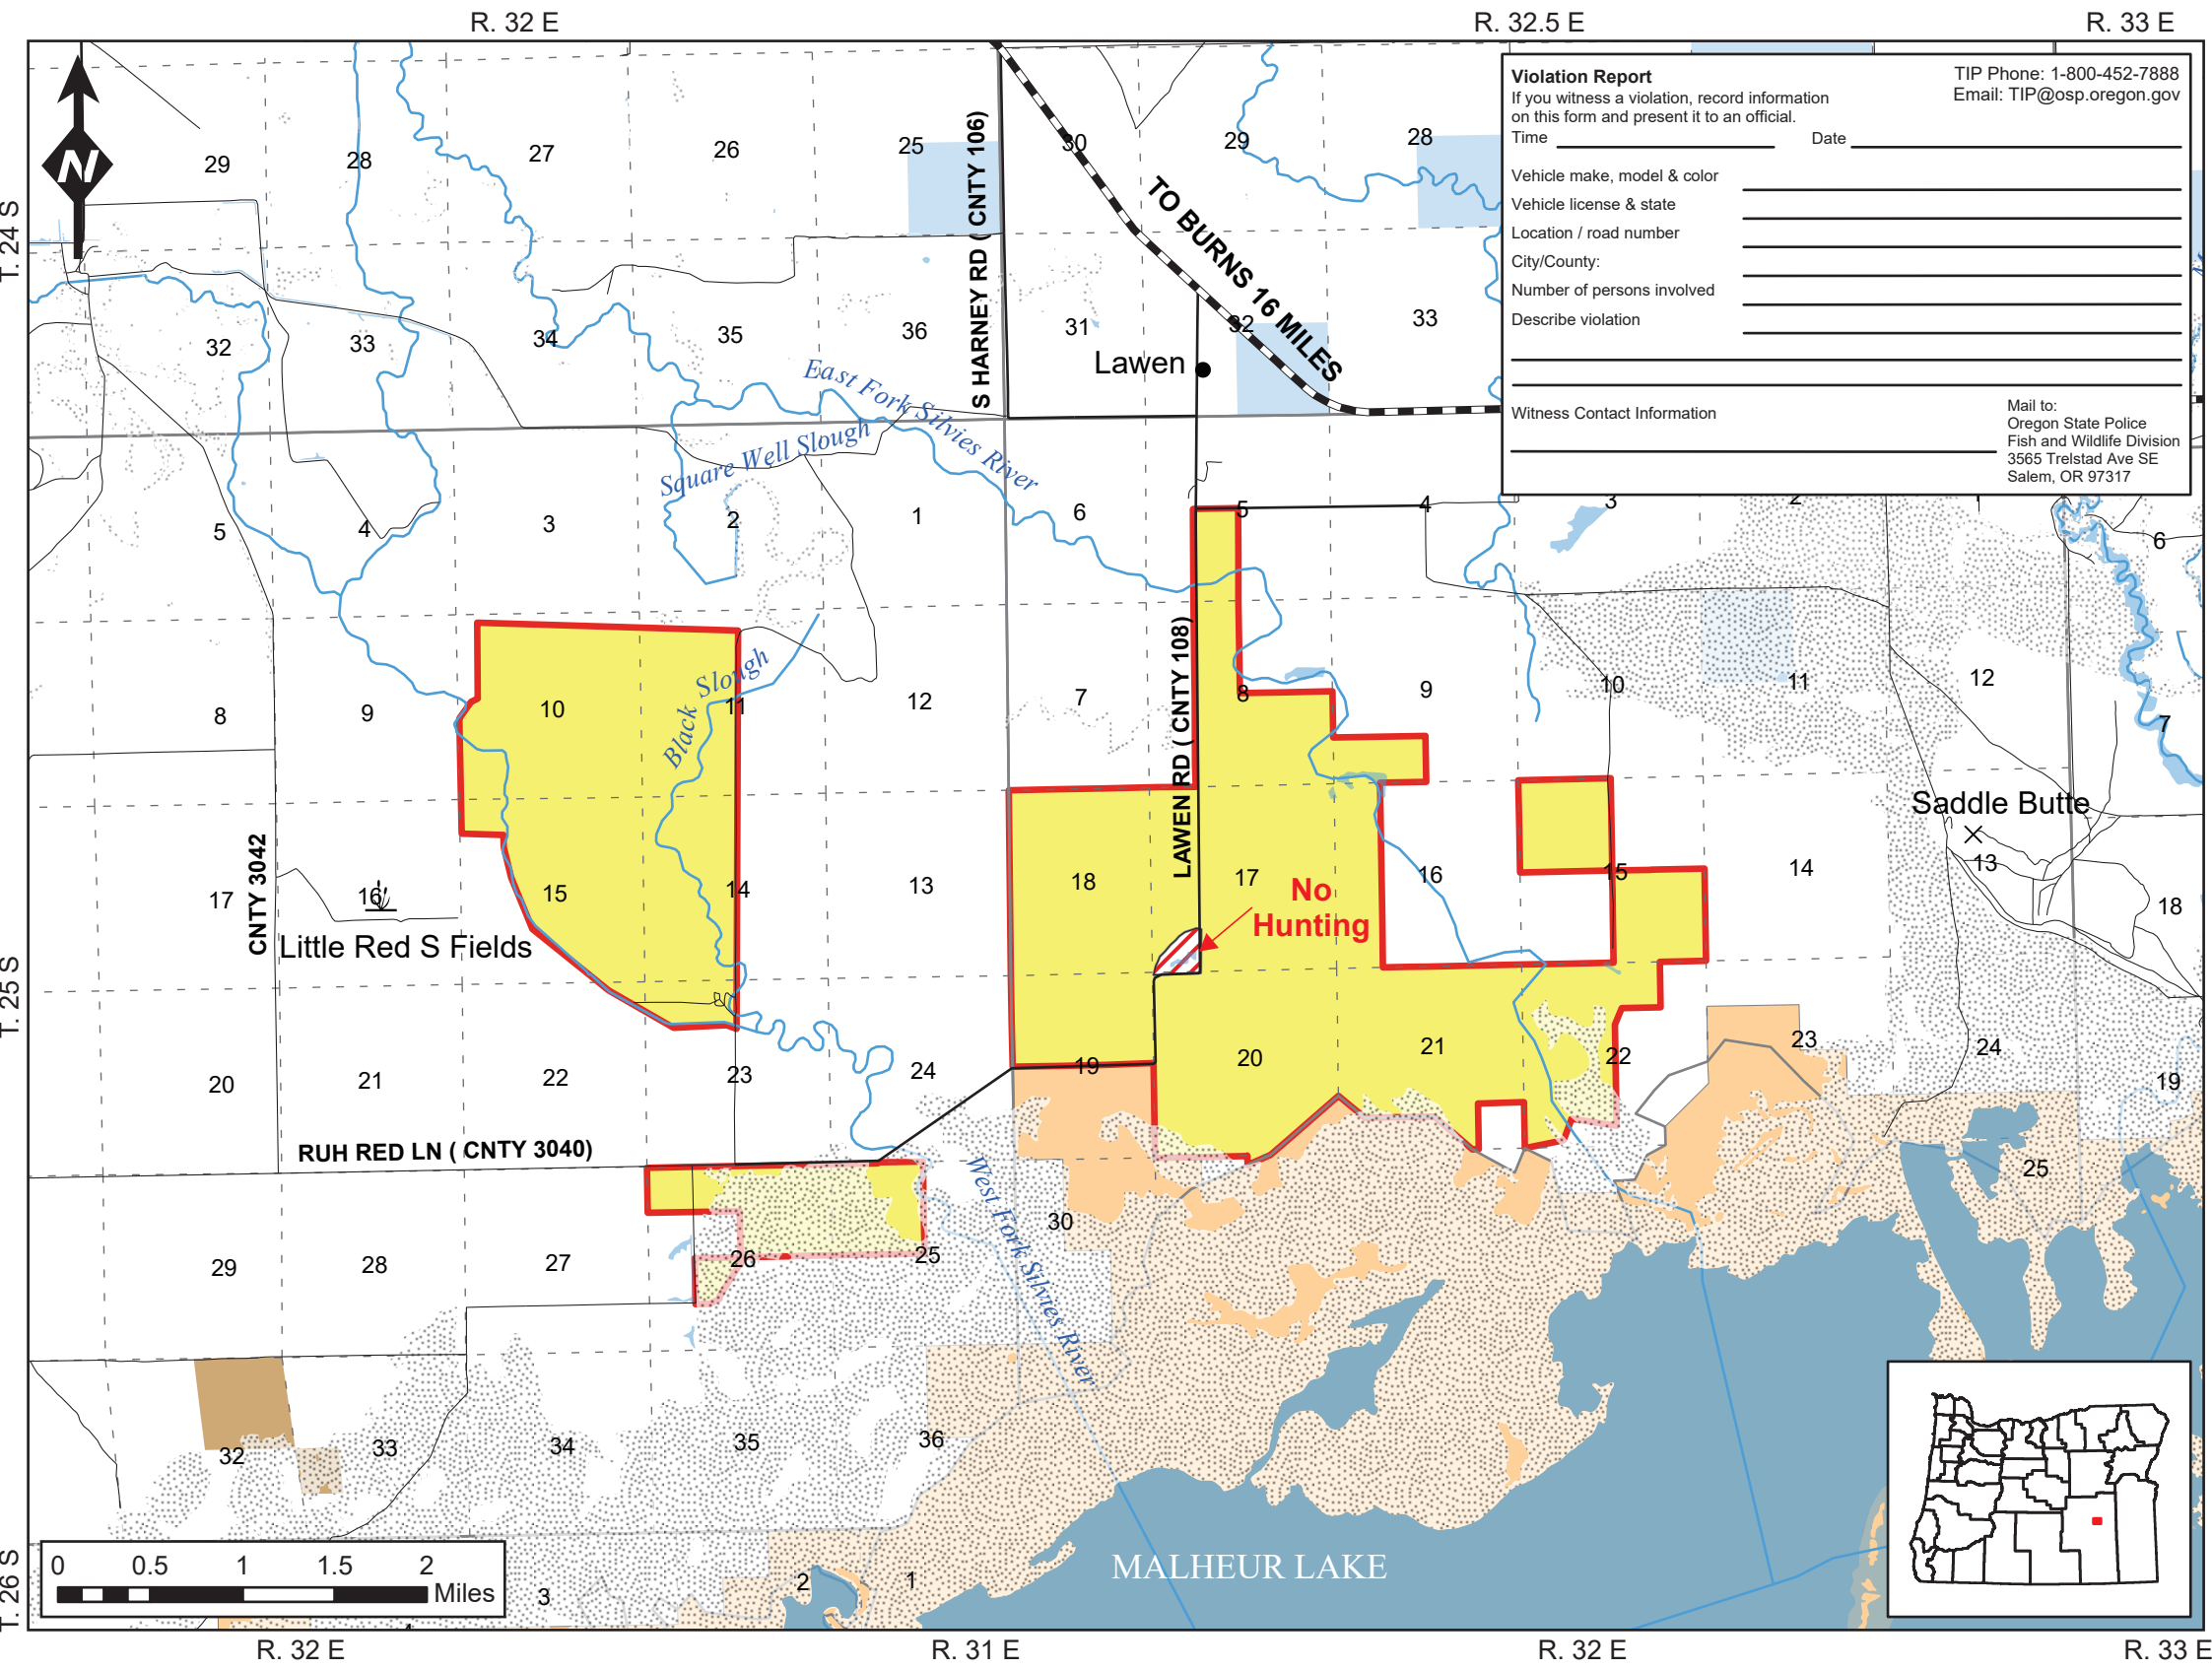 R. 32 E
R. 32.5 E
R. 33 E
T. 24 S
T. 25 S
T. 26 S
N
Violation Report
TIP Phone: 1-800-452-7888
If you witness a violation, record information
Email: TIP@osp.oregon.gov
on this form and present it to an official.
Time
Date
Vehicle make, model & color
Vehicle license & state
Location / road number
City/County:
Number of persons involved
Describe violation
Witness Contact Information
Mail to:
Oregon State Police
Fish and Wildlife Division
3565 Trelstad Ave SE
Salem, OR 97317
29 28 27 26 25 30 29 28
S HARNEY RD ( CNTY 106)
TO BURNS 16 MILES
32 33 34 35 36 31 32 33
Lawen
East Fork Silvies River
Square Well Slough
5 4 3 2 1 6 5 4 3 2 6
LAWEN RD ( CNTY 108)
Black Slough
8 9 10 11 12 7 8 9 10 11 12 7
Saddle Butte
CNTY 3042
17 16 15 14 13 18 17 16 15 14 13 18
No
Hunting
Little Red S Fields
20 21 22 23 24 19 20 21 22 23 24 19
RUH RED LN ( CNTY 3040)
West Fork Silvies River
29 28 27 26 25 30 25
32 33 34 35 36
MALHEUR LAKE
3 2 1
0 0.5 1 1.5 2
Miles
R. 32 E
R. 31 E
R. 32 E
R. 33 E